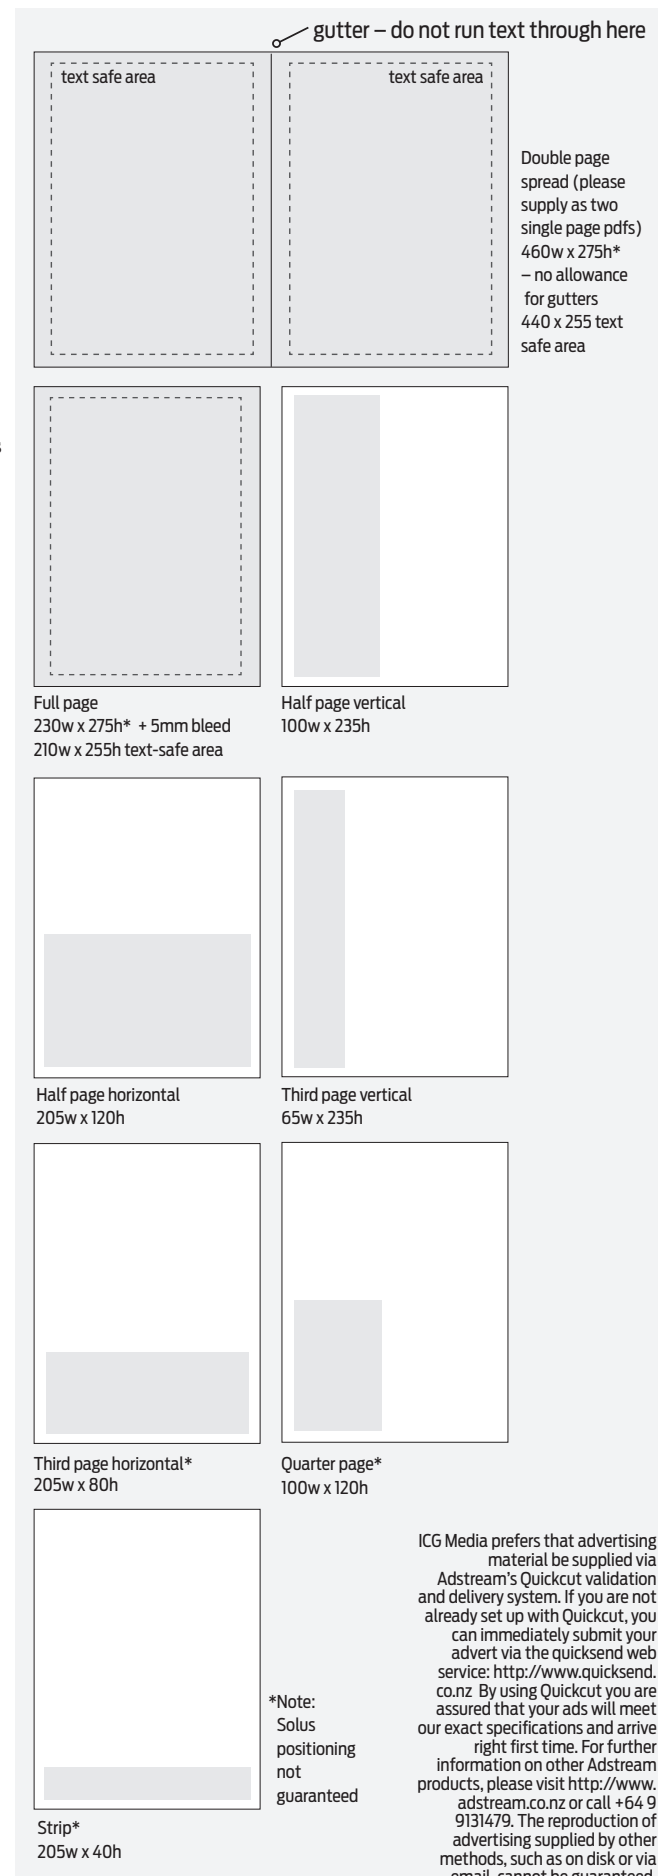 gutter – do not run text through here
text safe area
text safe area
Double page
spread (please
supply as two
single page pdfs)
460w x 275h*
– no allowance
for gutters
440 x 255 text
safe area
Full page
230w x 275h* + 5mm bleed
210w x 255h text-safe area
Half page vertical
100w x 235h
Half page horizontal
205w x 120h
Third page vertical
65w x 235h
Third page horizontal*
205w x 80h
Quarter page*
100w x 120h
Strip*
205w x 40h
*Note:
Solus
positioning
not
guaranteed
ICG Media prefers that advertising
material be supplied via
Adstream's Quickcut validation
and delivery system. If you are not
already set up with Quickcut, you
can immediately submit your
advert via the quicksend web
service: http://www.quicksend.
co.nz By using Quickcut you are
assured that your ads will meet
our exact specifications and arrive
right first time. For further
information on other Adstream
products, please visit http://www.
adstream.co.nz or call +64 9
9131479. The reproduction of
advertising supplied by other
methods, such as on disk or via
email, cannot be guaranteed.